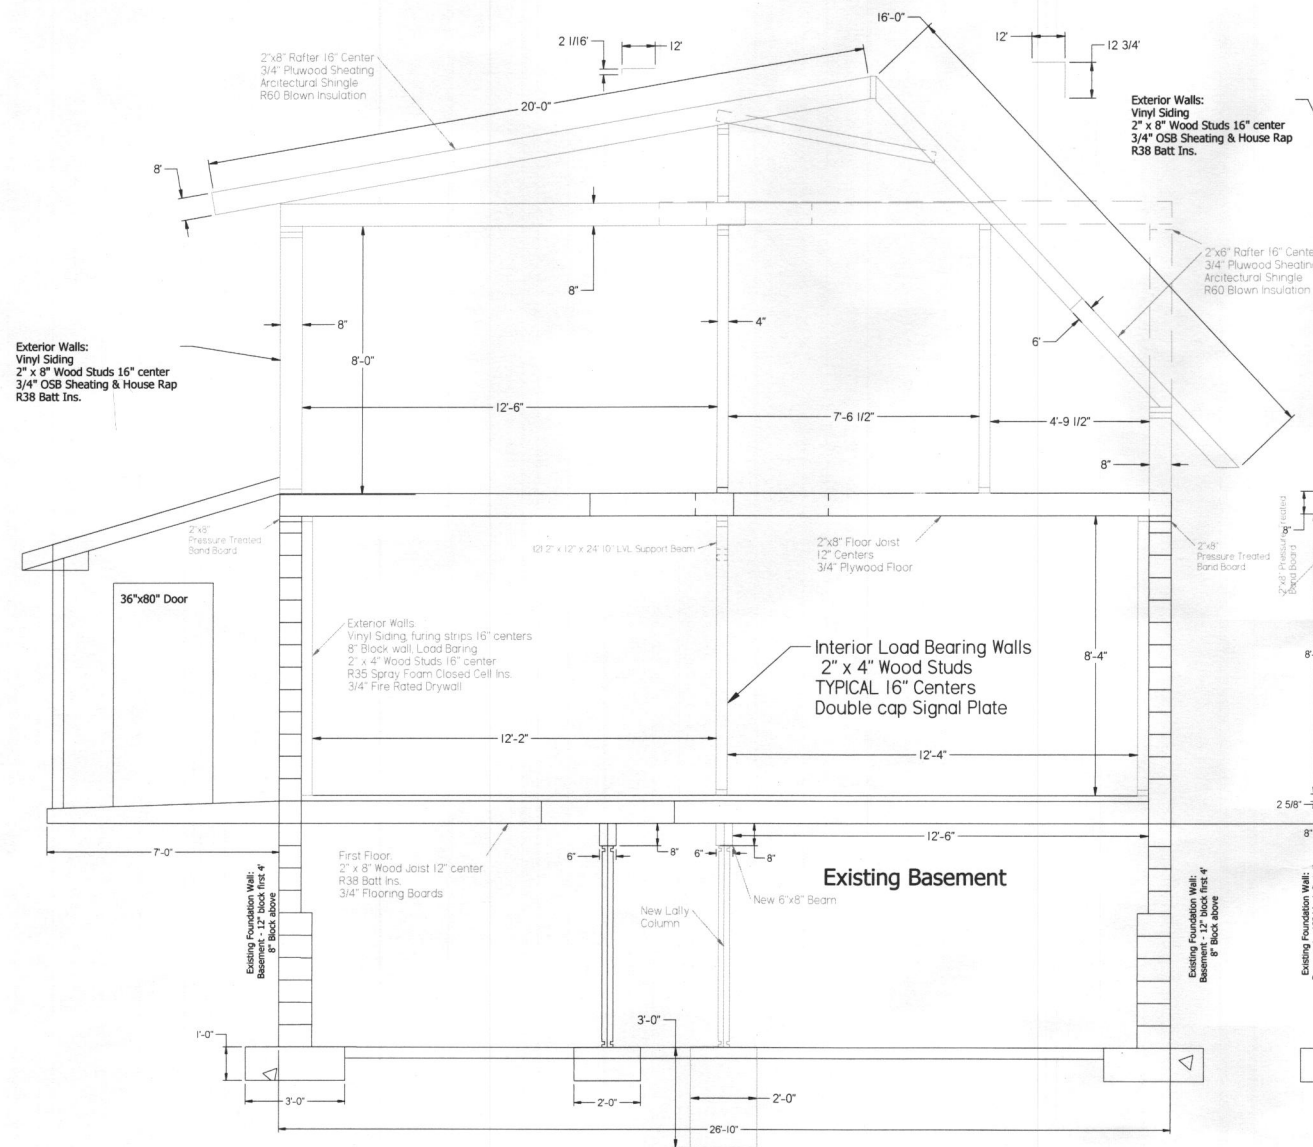 16'-0"
2 1/16'
12'
12'
12 3/4'
2"x8" Rafter 16" Center
3/4" Pluwood Sheating
Arcitectural Shingle
R60 Blown Insulation
20'-0"
Exterior Walls:
Vinyl Siding
2" x 8" Wood Studs 16" center
3/4" OSB Sheating & House Rap
R38 Batt Ins.
8'
2"x6" Rafter 16" Cente
3/4" Pluwood Sheating
Arcitectural Shingle
R60 Blown Insulation
8"
8"
4"
6'
Exterior Walls:
Vinyl Siding
2" x 8" Wood Studs 16" center
3/4" OSB Sheating & House Rap
R38 Batt Ins.
8'-0"
12'-6"
7'-6 1/2"
4'-9 1/2"
8"
2"x8"
Pressure Treated
Band Board
2" x 12" x 24'10" LVL Support Beam
2"x8" Floor Joist
12" Centers
3/4" Plywood Floor
2"x8"
Pressure Treated
Band Board
8"
2"x8" Pressure Treated
Band Board
36"x80" Door
Exterior Walls
Vinyl Siding, furing strips 16" centers
8" Block wall, Load Baring
2" x 4" Wood Studs 16" center
R35 Spray Foam Closed Cell Ins.
3/4" Fire Rated Drywall
Interior Load Bearing Walls
2" x 4" Wood Studs
TYPICAL 16" Centers
Double cap Signal Plate
8'-4"
12'-2"
12'-4"
2 5/8"
7'-0"
First Floor:
2" x 8" Wood Joist 12" center
R38 Batt Ins.
3/4" Flooring Boards
6"
8"
6"
8"
12'-6"
8"
Existing Basement
New 6"x8" Beam
New Lally
Column
Existing Foundation Wall:
Basement - 12" block first 4'
8" Block above
Existing Foundation Wall:
Basement - 12" block first 4'
8" Block above
Existing Foundation Wall:
1'-0"
3'-0"
3'-0"
2'-0"
2'-0"
26'-10"